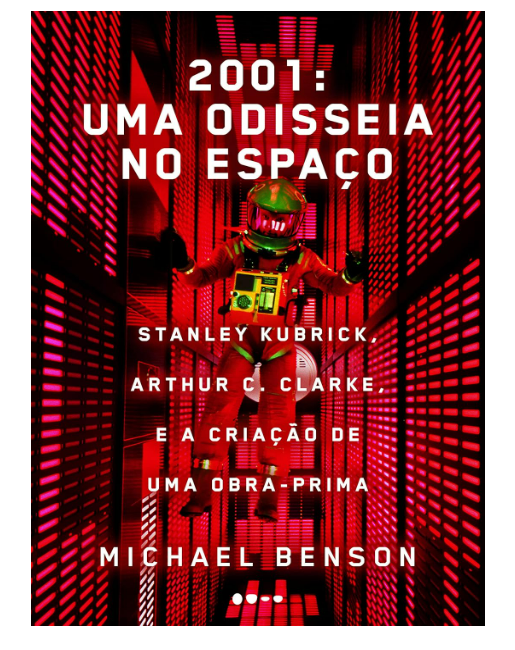 2001:
UMA ODISSEIA
NO ESPAÇO
STANLEY KUBRICK,
ARTHUR C. CLARKE,
E A CRIAÇÃO DE
UMA OBRA-PRIMA
MICHAEL BENSON